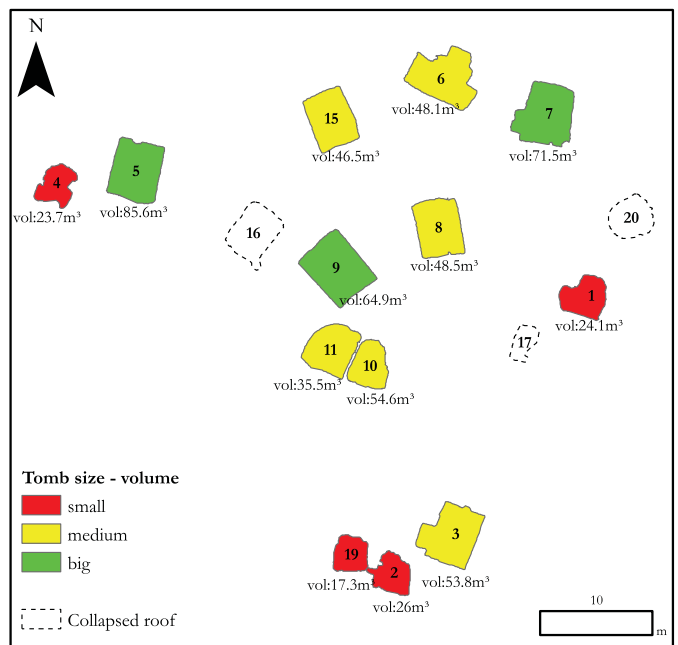 N
6
vol:48.1m³
15
vol:46.5m³
7
vol:71.5m³
5
vol:85.6m³
4
vol:23.7m³
16
8
vol:48.5m³
20
9
vol:64.9m³
1
vol:24.1m³
17
11
vol:35.5m³
10
vol:54.6m³
Tomb size - volume
small
medium
big
Collapsed roof
3
vol:53.8m³
19
vol:17.3m³
2
vol:26m³
10
m